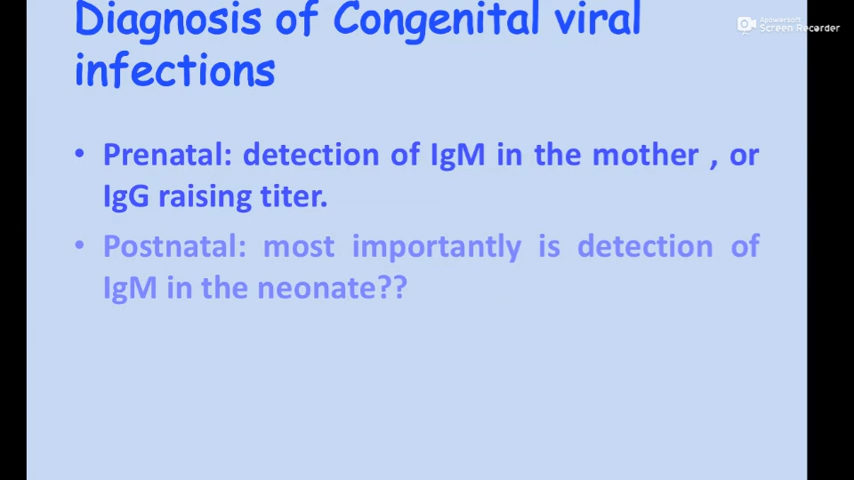 Diagnosis of Congenital viral
infections
Apowersoft
Screen Recorder
• Prenatal: detection of IgM in the mother , or
IgG raising titer.
• Postnatal: most importantly is detection of
IgM in the neonate??